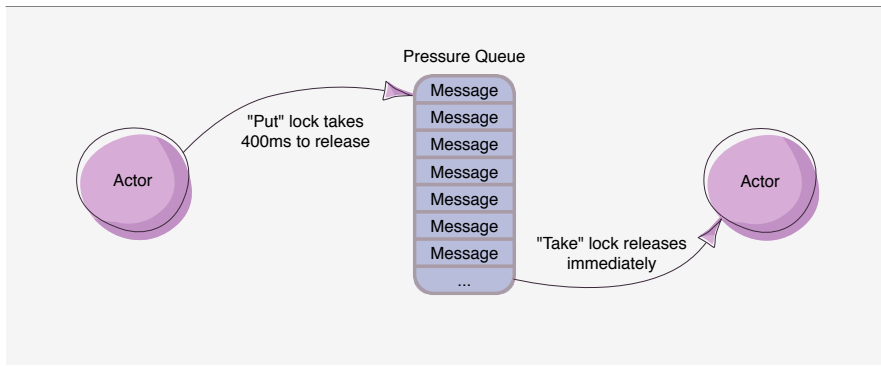 Pressure Queue
Message
Message
Message
Message
Message
Message
Message
...
"Put" lock takes
400ms to release
Actor
Actor
"Take" lock releases
immediately